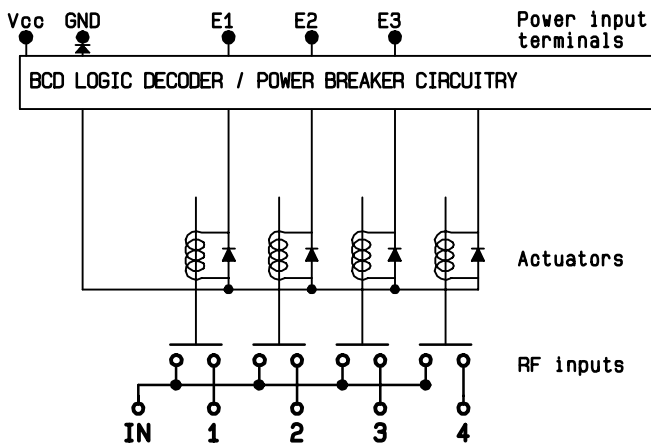 Vcc GND E1 E2 E3 Power input
terminals
BCD LOGIC DECODER / POWER BREAKER CIRCUITRY
Actuators
RF inputs
IN 1 2 3 4